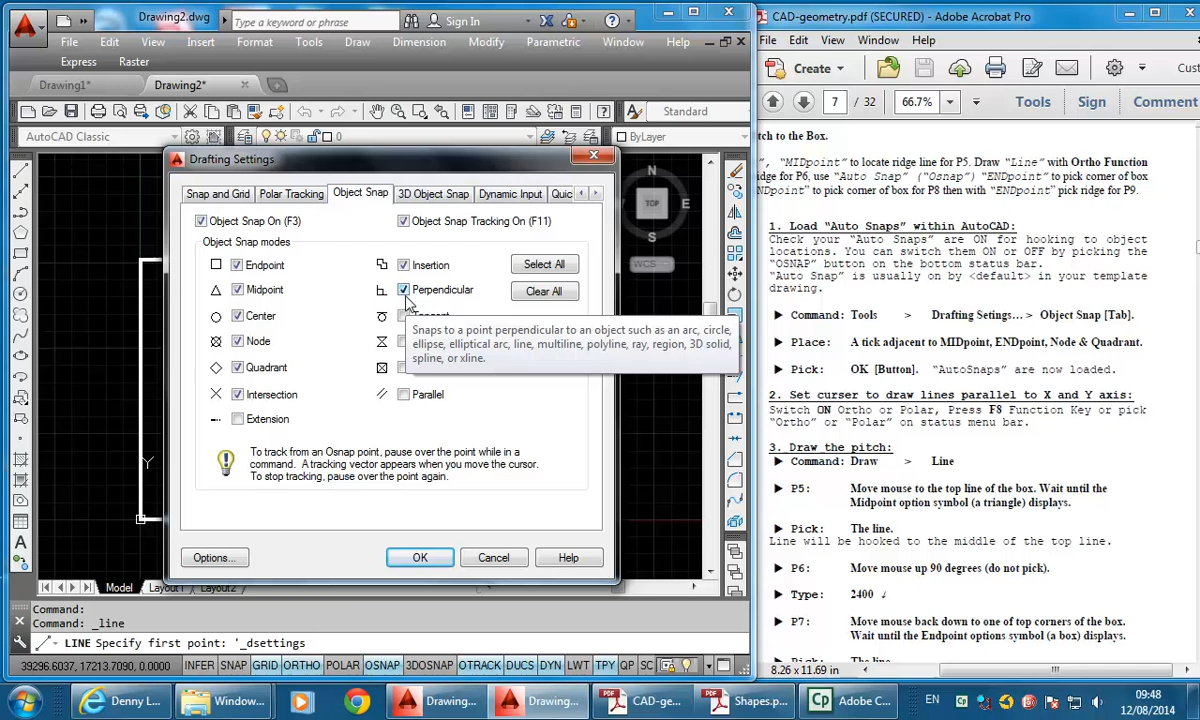 Drawing2.dwg
Type a keyword or phrase
Sign In
File Edit View Insert Format Tools Draw Dimension Modify Parametric Window Help
Express Raster
Drawing1*
Drawing2*
Standard
AutoCAD Classic
0
ByLayer
Drafting Settings
Snap and Grid
Polar Tracking
Object Snap
3D Object Snap
Dynamic Input
Quic
Object Snap On (F3)
Object Snap Tracking On (F11)
Object Snap modes
Endpoint
Insertion
Select All
Midpoint
Perpendicular
Clear All
Center
Node
Quadrant
Intersection
Parallel
Extension
Snaps to a point perpendicular to an object such as an arc, circle,
ellipse, elliptical arc, line, multiline, polyline, ray, region, 3D solid,
spline, or xline.
To track from an Osnap point, pause over the point while in a
command. A tracking vector appears when you move the cursor.
To stop tracking, pause over the point again.
Options...
OK
Cancel
Help
N
TOP
E
S
WCS
Y
Model
Layout1
Layout2
Command:
Command: _line
LINE Specify first point: '_dsettings
39296.6037, 17213.7090, 0.0000
INFER SNAP GRID ORTHO POLAR OSNAP 3DOSNAP OTRACK DUCS DYN LWT TPY QP SC
CAD-geometry.pdf (SECURED) - Adobe Acrobat Pro
File Edit View Window Help
Create
Cust
7 / 32
66.7%
Tools
Sign
Comment
tch to the Box.
", "MIDpoint" to locate ridge line for P5. Draw "Line" with Ortho Function
ridge for P6, use "Auto Snap" ("Osnap") "ENDpoint" to pick corner of box for P8 then with "ENDpoint" pick ridge for P9.
1. Load "Auto Snaps" within AutoCAD:
Check your "Auto Snaps" are ON for hooking to object
locations. You can switch them ON or OFF by picking the
"OSNAP" button on the bottom status bar.
"Auto Snap" is usually on by <default> in your template
drawing.
► Command: Tools > Drafting Setings... > Object Snap [Tab].
► Place: A tick adjacent to MIDpoint, ENDpoint, Node & Quadrant.
► Pick: OK [Button]. "AutoSnaps" are now loaded.
2. Set curser to draw lines parallel to X and Y axis:
Switch ON Ortho or Polar, Press F8 Function Key or pick
"Ortho" or "Polar" on status menu bar.
3. Draw the pitch:
► Command: Draw > Line
► P5: Move mouse to the top line of the box. Wait until the
Midpoint option symbol (a triangle) displays.
► Pick: The line.
Line will be hooked to the middle of the top line.
► P6: Move mouse up 90 degrees (do not pick).
► Type: 2400
► P7: Move mouse back down to one of top corners of the box.
Wait until the Endpoint options symbol (a box) displays.
8.26 x 11.69 in
Denny L...
Window...
Drawing...
Drawing...
CAD-ge...
Shapes.p...
Adobe C...
EN
09:48
12/08/2014